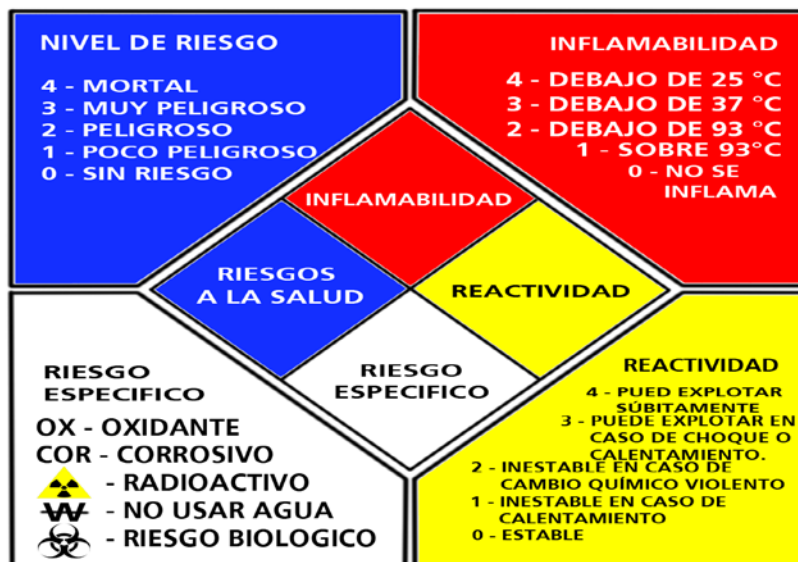 NIVEL DE RIESGO
4 - MORTAL
3 - MUY PELIGROSO
2 - PELIGROSO
1 - POCO PELIGROSO
0 - SIN RIESGO
INFLAMABILIDAD
4 - DEBAJO DE 25 °C
3 - DEBAJO DE 37 °C
2 - DEBAJO DE 93 °C
1 - SOBRE 93°C
0 - NO SE
INFLAMA
INFLAMABILIDAD
RIESGOS
A LA SALUD
REACTIVIDAD
RIESGO
ESPECIFICO
RIESGO
ESPECIFICO
OX - OXIDANTE
COR - CORROSIVO
- RADIOACTIVO
W - NO USAR AGUA
- RIESGO BIOLOGICO
REACTIVIDAD
4 - PUED EXPLOTAR
SÚBITAMENTE
3 - PUEDE EXPLOTAR EN
CASO DE CHOQUE O
CALENTAMIENTO.
2 - INESTABLE EN CASO DE
CAMBIO QUÍMICO VIOLENTO
1 - INESTABLE EN CASO DE
CALENTAMIENTO
0 - ESTABLE